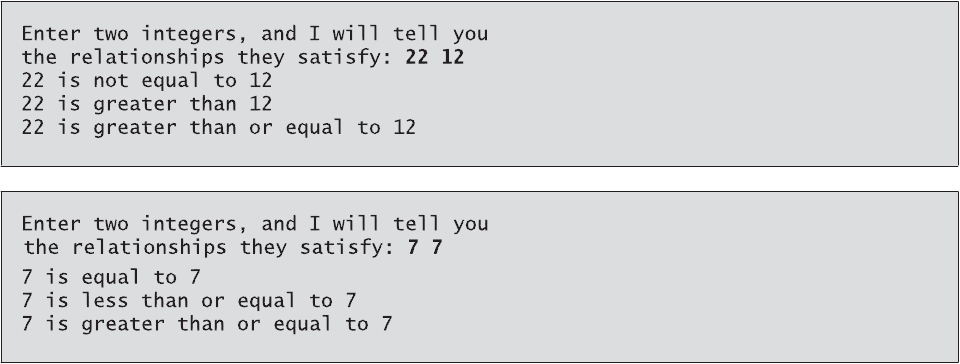 Enter two integers, and I will tell you
the relationships they satisfy: 22 12
22 is not equal to 12
22 is greater than 12
22 is greater than or equal to 12
Enter two integers, and I will tell you
the relationships they satisfy: 7 7
7 is equal to 7
7 is less than or equal to 7
7 is greater than or equal to 7